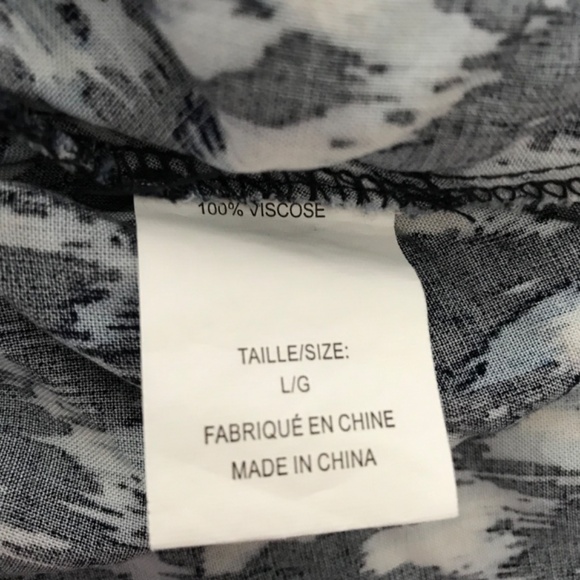 100% VISCOSE
TAILLE/SIZE:
L/G
FABRIQUÉ EN CHINE
MADE IN CHINA